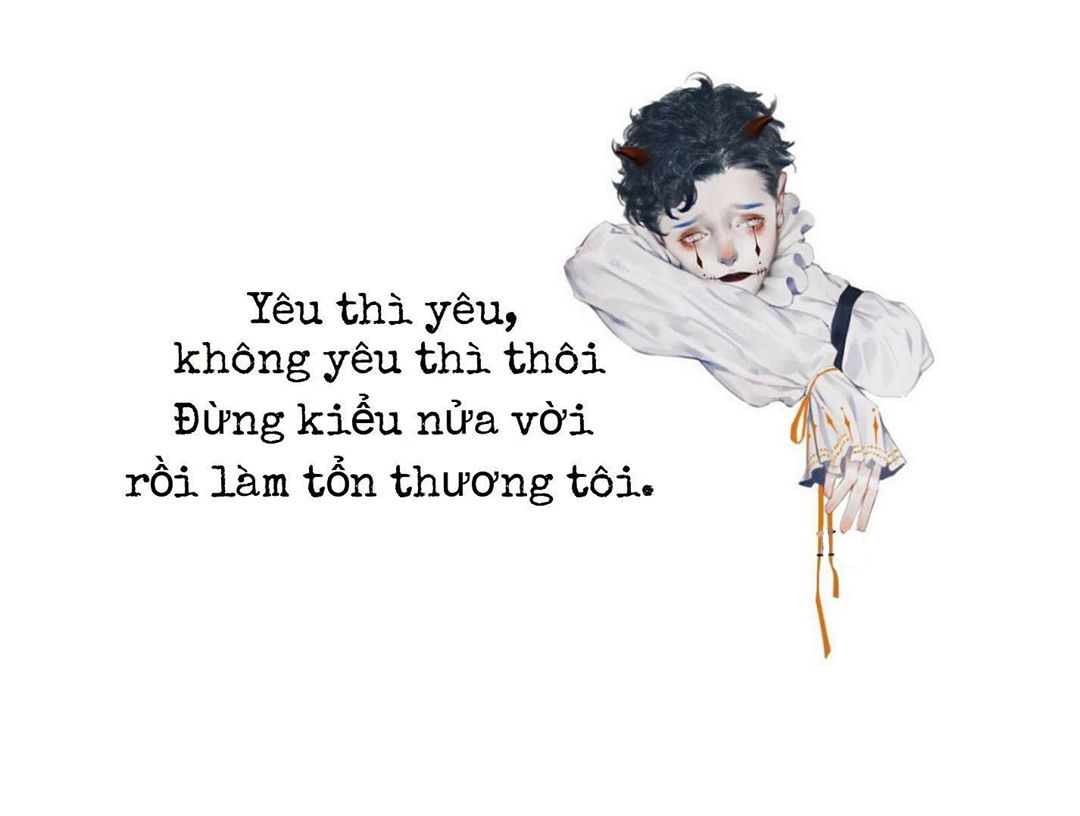 Yêu thì yêu,
không yêu thì thôi
Đừng kiểu nửa vời
rồi làm tổn thương tôi.